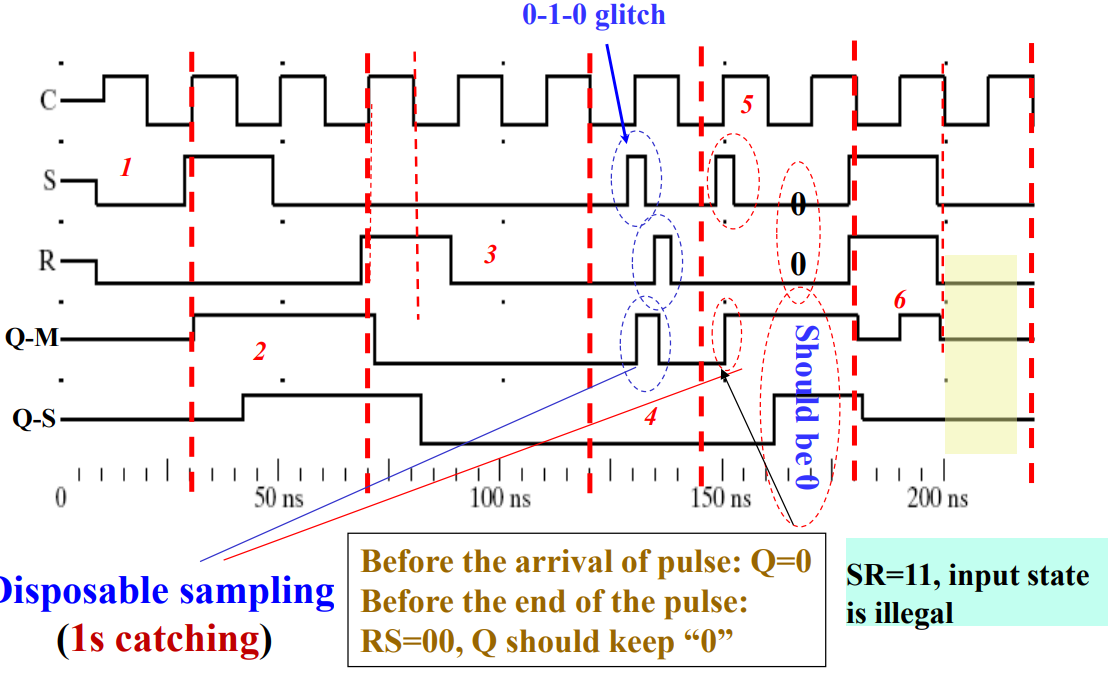 0-1-0 glitch
C
5
1
S
0
R
3
0
6
Q-M
2
Should be 0
Q-S
4
0
50 ns
100 ns
150 ns
200 ns
Disposable sampling
(1s catching)
Before the arrival of pulse: Q=0
Before the end of the pulse:
RS=00, Q should keep “0”
SR=11, input state
is illegal